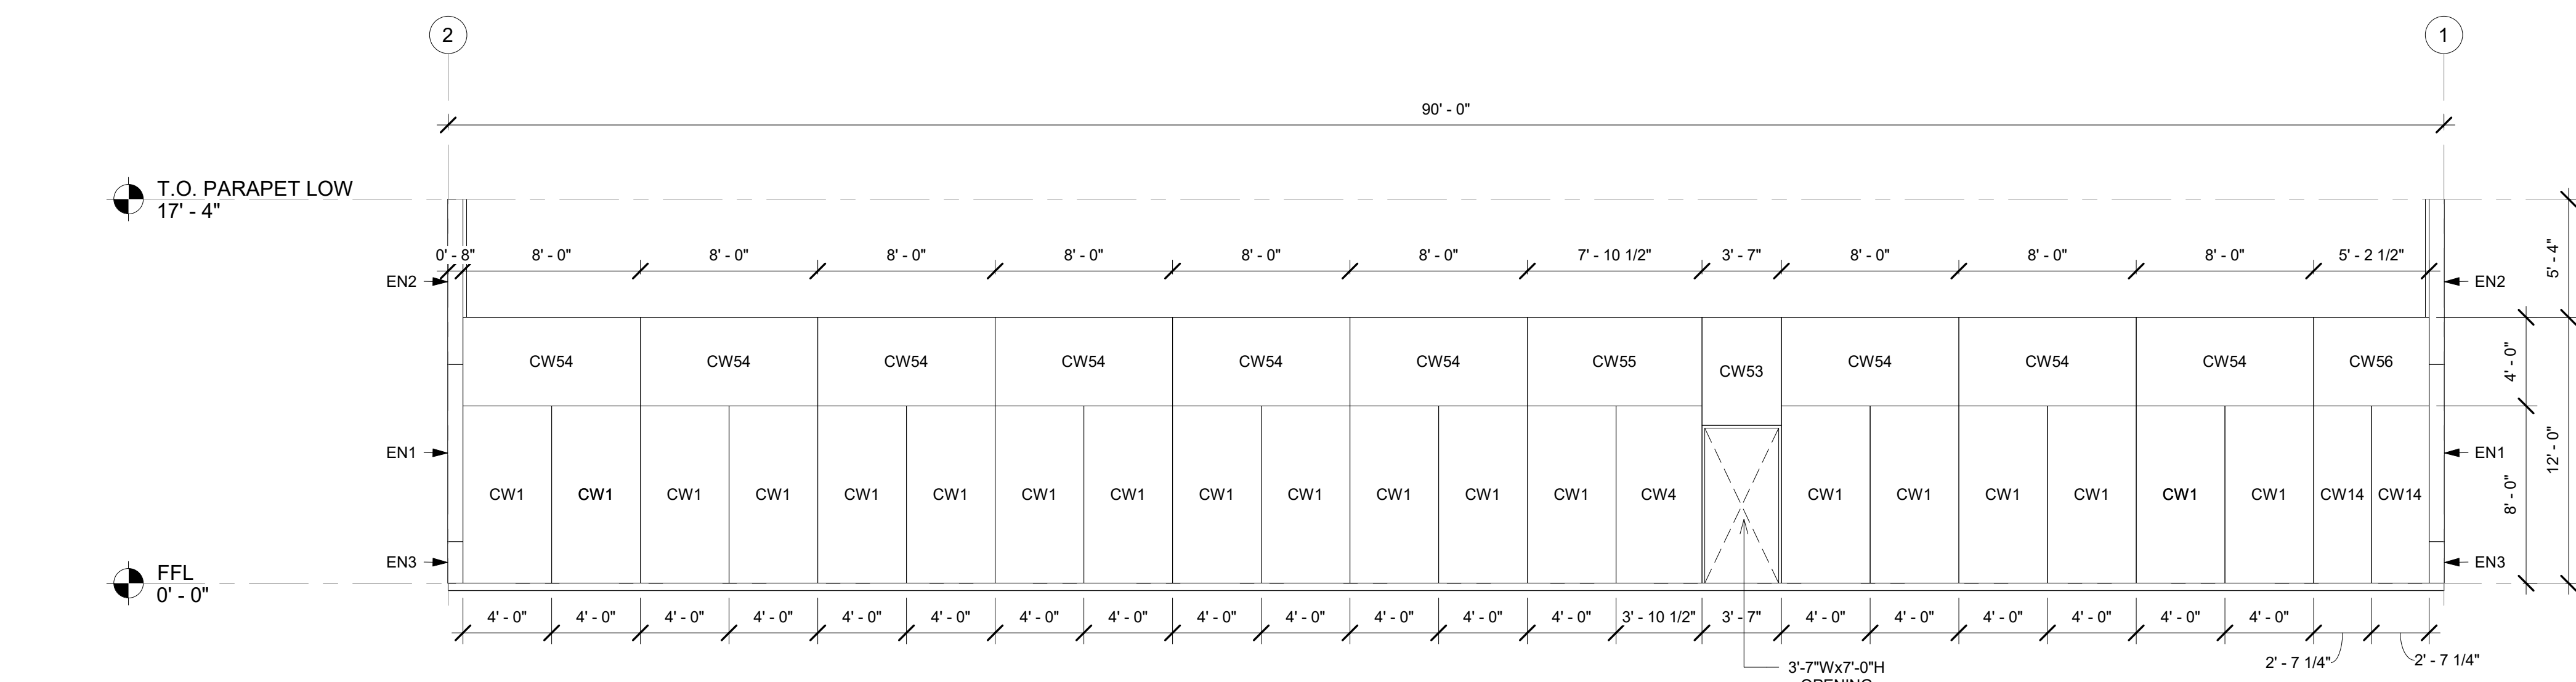 2
1
90' - 0"
T.O. PARAPET LOW
17' - 4"
0' - 8"
8' - 0"
8' - 0"
8' - 0"
8' - 0"
8' - 0"
8' - 0"
7' - 10 1/2"
3' - 7"
8' - 0"
8' - 0"
8' - 0"
5' - 2 1/2"
5' - 4"
EN2
EN2
CW54
CW54
CW54
CW54
CW54
CW54
CW55
CW53
CW54
CW54
CW54
CW56
4' - 0"
12' - 0"
EN1
EN1
CW1
CW1
CW1
CW1
CW1
CW1
CW1
CW1
CW1
CW1
CW1
CW1
CW1
CW4
CW1
CW1
CW1
CW1
CW1
CW1
CW14
CW14
8' - 0"
EN3
EN3
FFL
0' - 0"
4' - 0"
4' - 0"
4' - 0"
4' - 0"
4' - 0"
4' - 0"
4' - 0"
4' - 0"
4' - 0"
4' - 0"
4' - 0"
4' - 0"
4' - 0"
3' - 10 1/2"
3' - 7"
4' - 0"
4' - 0"
4' - 0"
4' - 0"
4' - 0"
4' - 0"
2' - 7 1/4"
2' - 7 1/4"
3'-7"Wx7'-0"H
OPENING